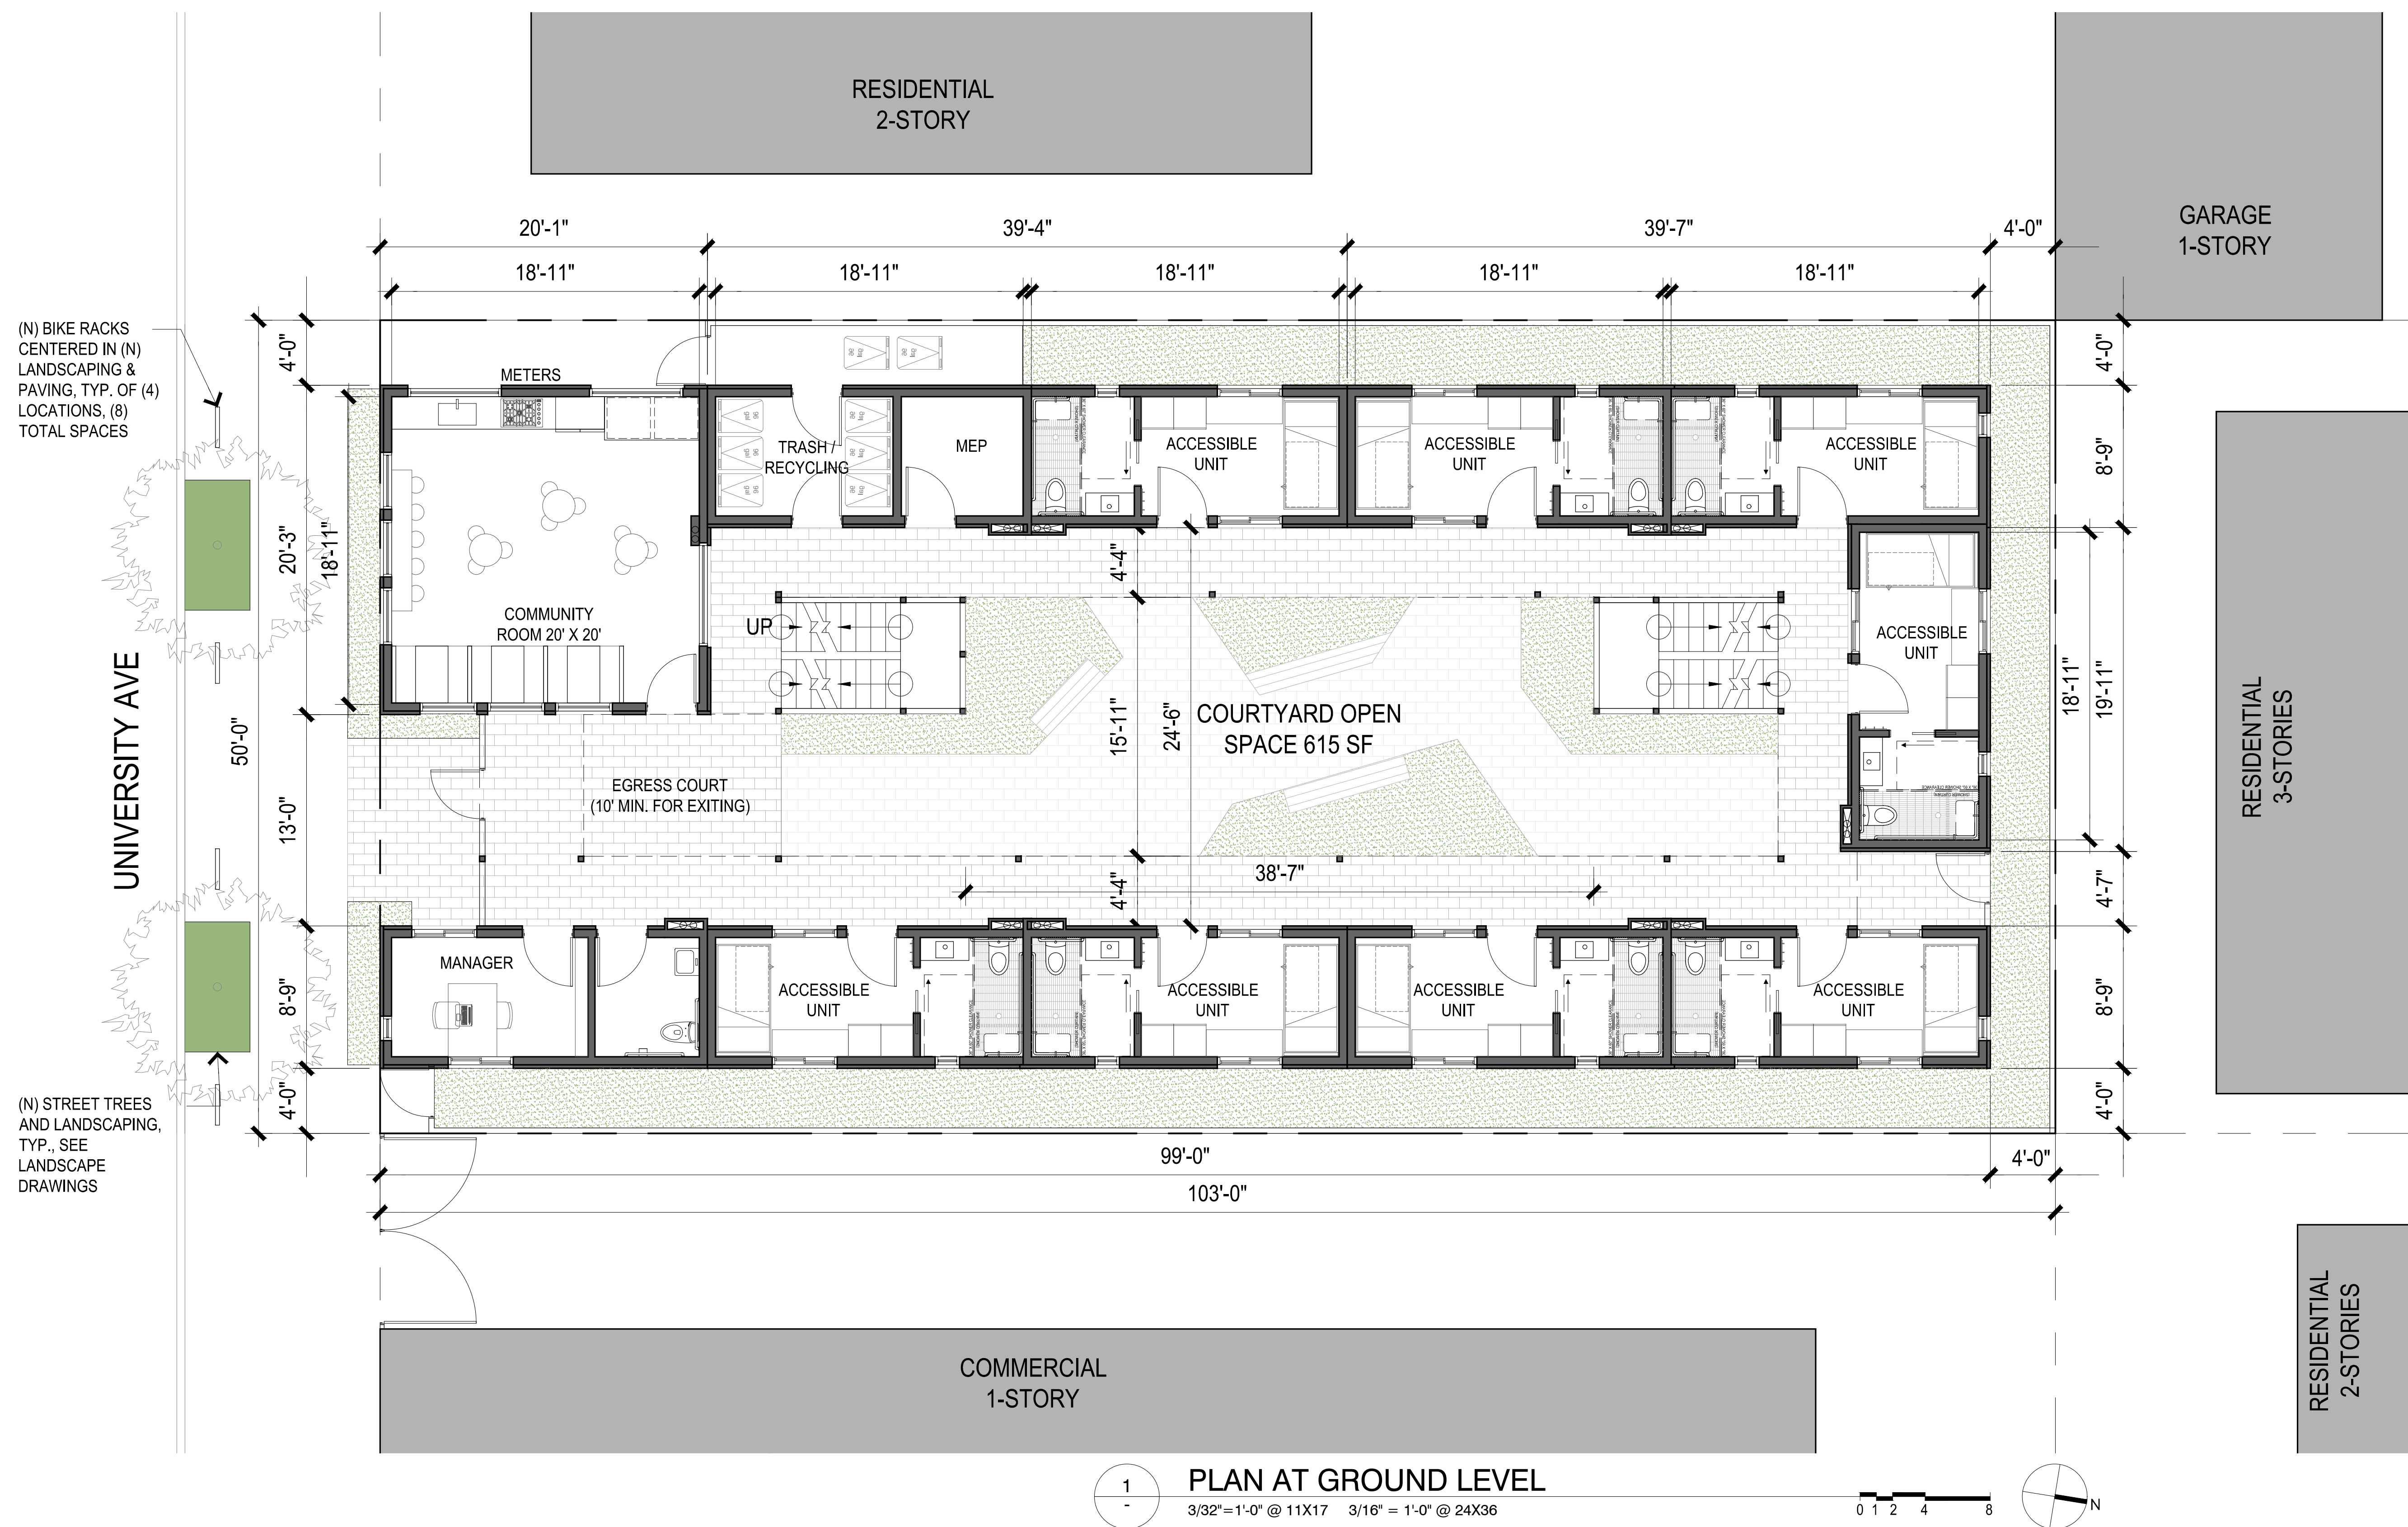 RESIDENTIAL
2-STORY
GARAGE
1-STORY
20'-1"
39'-4"
39'-7"
4'-0"
18'-11"
18'-11"
18'-11"
18'-11"
18'-11"
(N) BIKE RACKS
CENTERED IN (N)
LANDSCAPING &
PAVING, TYP. OF (4)
LOCATIONS, (8)
TOTAL SPACES
4'-0"
METERS
4'-0"
TRASH /
RECYCLING
MEP
ACCESSIBLE
UNIT
ACCESSIBLE
UNIT
ACCESSIBLE
UNIT
8'-9"
20'-3"
18'-11"
4'-4"
COMMUNITY
ROOM 20' X 20'
UP
ACCESSIBLE
UNIT
UNIVERSITY AVE
50'-0"
15'-11"
24'-6"
COURTYARD OPEN
SPACE 615 SF
18'-11"
19'-11"
RESIDENTIAL
3-STORIES
EGRESS COURT
(10' MIN. FOR EXITING)
13'-0"
4'-4"
38'-7"
4'-7"
MANAGER
8'-9"
ACCESSIBLE
UNIT
ACCESSIBLE
UNIT
ACCESSIBLE
UNIT
ACCESSIBLE
UNIT
8'-9"
(N) STREET TREES
AND LANDSCAPING,
TYP., SEE
LANDSCAPE
DRAWINGS
4'-0"
4'-0"
99'-0"
4'-0"
103'-0"
RESIDENTIAL
2-STORIES
COMMERCIAL
1-STORY
1
-
PLAN AT GROUND LEVEL
3/32"=1'-0" @ 11X17 3/16" = 1'-0" @ 24X36
0 1 2 4 8
N